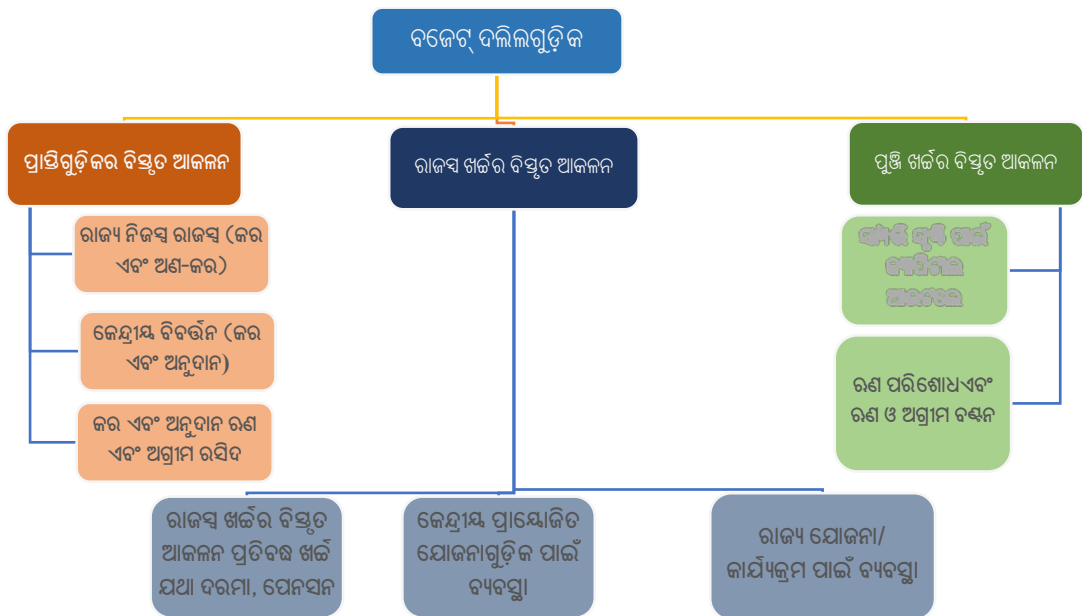 ବଜେଟ୍ ଦଲିଲଗୁଡ଼ିକ
ପ୍ରାପ୍ତିଗୁଡ଼ିକର ବିସ୍ତୃତ ଆକଳନ
ରାଜସ୍ୱ ଖର୍ଚ୍ଚର ବିସ୍ତୃତ ଆକଳନ
ପୁଞ୍ଜି ଖର୍ଚ୍ଚର ବିସ୍ତୃତ ଆକଳନ
ରାଜ୍ୟ ନିଜସ୍ୱ ରାଜସ୍ୱ (କର
ଏବଂ ଅଣ-କର)
କେନ୍ଦ୍ରୀୟ ବିବର୍ତ୍ତନ (କର
ଏବଂ ଅନୁଦାନ)
କର ଏବଂ ଅନୁଦାନ ଋଣ
ଏବଂ ଅଗ୍ରୀମ ରସିଦ
ପାଇଁ
ଋଣ ପରିଶୋଧଏବଂ
ଋଣ ଓ ଅଗ୍ରୀମ ବଣ୍ଟନ
ରାଜସ୍ୱ ଖର୍ଚ୍ଚର ବିସ୍ତୃତ
ଆକଳନ ପ୍ରତିବଦ୍ଧ ଖର୍ଚ୍ଚ
ଯଥା ଦରମା, ପେନସନ
କେନ୍ଦ୍ରୀୟ ପ୍ରାୟୋଜିତ
ଯୋଜନାଗୁଡ଼ିକ ପାଇଁ
ବ୍ୟବସ୍ଥା
ରାଜ୍ୟ ଯୋଜନା/
କାର୍ଯ୍ୟକ୍ରମ ପାଇଁ ବ୍ୟବସ୍ଥା